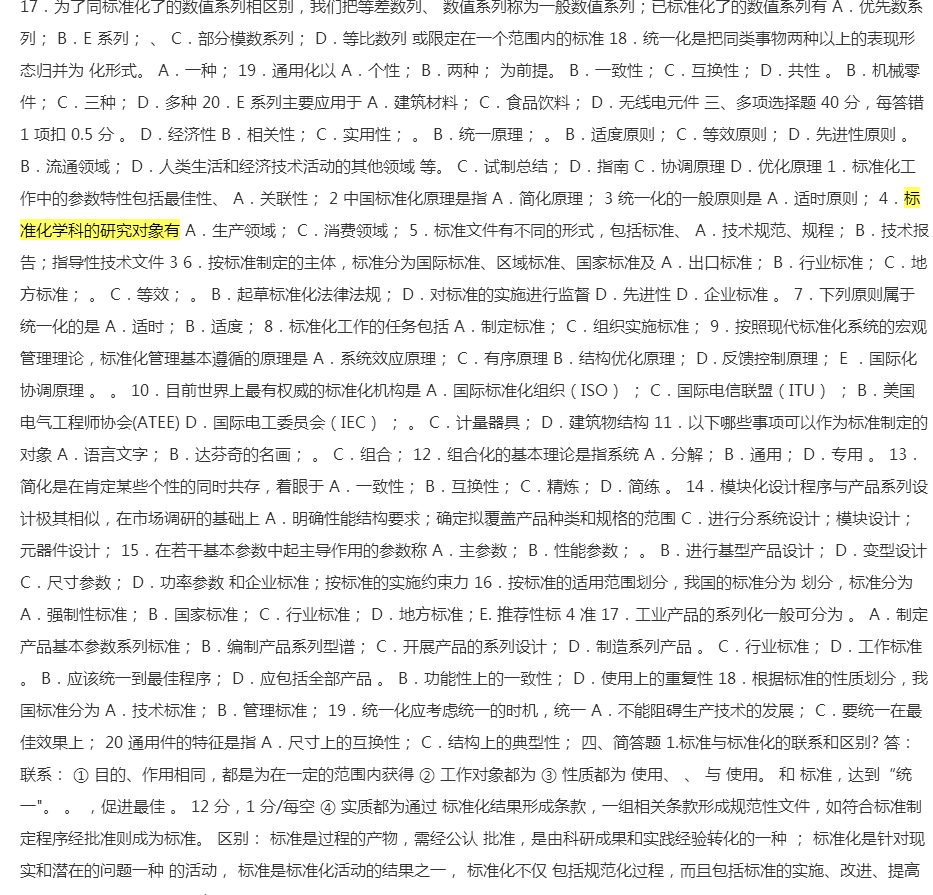 17．为了同标准化了的数值系列相区别，我们把等差数列、 数值系列称为一般数值系列；已标准化了的数值系列有 A．优先数系
列； B．E 系列； 、 C．部分模数系列； D．等比数列 或限定在一个范围内的标准 18．统一化是把同类事物两种以上的表现形
态归并为 化形式。 A．一种； 19．通用化以 A．个性； B．两种； 为前提。 B．一致性； C．互换性； D．共性 。 B．机械零
件； C．三种； D．多种 20．E 系列主要应用于 A．建筑材料； C．食品饮料； D．无线电元件 三、多项选择题 40 分，每答错
1 项扣 0.5 分 。 D．经济性 B．相关性； C．实用性； 。 B．统一原理； 。 B．适度原则； C．等效原则； D．先进性原则 。
B．流通领域； D．人类生活和经济技术活动的其他领域 等。 C．试制总结； D．指南 C．协调原理 D．优化原理 1．标准化工
作中的参数特性包括最佳性、 A．关联性； 2 中国标准化原理是指 A．简化原理； 3 统一化的一般原则是 A．适时原则； 4．标
准化学科的研究对象有 A．生产领域； C．消费领域； 5．标准文件有不同的形式，包括标准、 A．技术规范、规程； B．技术报
告；指导性技术文件 3 6．按标准制定的主体，标准分为国际标准、区域标准、国家标准及 A．出口标准； B．行业标准； C．地
方标准； 。 C．等效； 。 B．起草标准化法律法规； D．对标准的实施进行监督 D．先进性 D．企业标准 。 7．下列原则属于
统一化的是 A．适时； B．适度； 8．标准化工作的任务包括 A．制定标准； C．组织实施标准； 9．按照现代标准化系统的宏观
管理理论，标准化管理基本遵循的原理是 A．系统效应原理； C．有序原理 B．结构优化原理； D．反馈控制原理； E ．国际化
协调原理 。 。 10．目前世界上最有权威的标准化机构是 A．国际标准化组织（ISO） ； C．国际电信联盟（ITU） ； B．美国
电气工程师协会(ATEE) D．国际电工委员会（IEC） ； 。 C．计量器具； D．建筑物结构 11．以下哪些事项可以作为标准制定的
对象 A．语言文字； B．达芬奇的名画； 。 C．组合； 12．组合化的基本理论是指系统 A．分解； B．通用； D．专用 。 13．
简化是在肯定某些个性的同时共存，着眼于 A．一致性； B．互换性； C．精炼； D．简练 。 14．模块化设计程序与产品系列设
计极其相似，在市场调研的基础上 A．明确性能结构要求；确定拟覆盖产品种类和规格的范围 C．进行分系统设计；模块设计；
元器件设计； 15．在若干基本参数中起主导作用的参数称 A．主参数； B．性能参数； 。 B．进行基型产品设计； D．变型设计
C．尺寸参数； D．功率参数 和企业标准；按标准的实施约束力 16．按标准的适用范围划分，我国的标准分为 划分，标准分为
A．强制性标准； B．国家标准； C．行业标准； D．地方标准；E. 推荐性标 4 准 17．工业产品的系列化一般可分为 。 A．制定
产品基本参数系列标准； B．编制产品系列型谱； C．开展产品的系列设计； D．制造系列产品 。 C．行业标准； D．工作标准
。 B．应该统一到最佳程序； D．应包括全部产品 。 B．功能性上的一致性； D．使用上的重复性 18．根据标准的性质划分，我
国标准分为 A．技术标准； B．管理标准； 19．统一化应考虑统一的时机，统一 A．不能阻碍生产技术的发展； C．要统一在最
佳效果上； 20 通用件的特征是指 A．尺寸上的互换性； C．结构上的典型性； 四、简答题 1.标准与标准化的联系和区别? 答：
联系： ① 目的、作用相同，都是为在一定的范围内获得 ② 工作对象都为 ③ 性质都为 使用、 、 与 使用。 和 标准，达到“统
一"。 。 ，促进最佳 。 12 分，1 分/每空 ④ 实质都为通过 标准化结果形成条款，一组相关条款形成规范性文件，如符合标准制
定程序经批准则成为标准。 区别： 标准是过程的产物，需经公认 批准，是由科研成果和实践经验转化的一种 ； 标准化是针对现
实和潜在的问题一种 的活动， 标准是标准化活动的结果之一， 标准化不仅 包括规范化过程，而且包括标准的实施、改进、提高